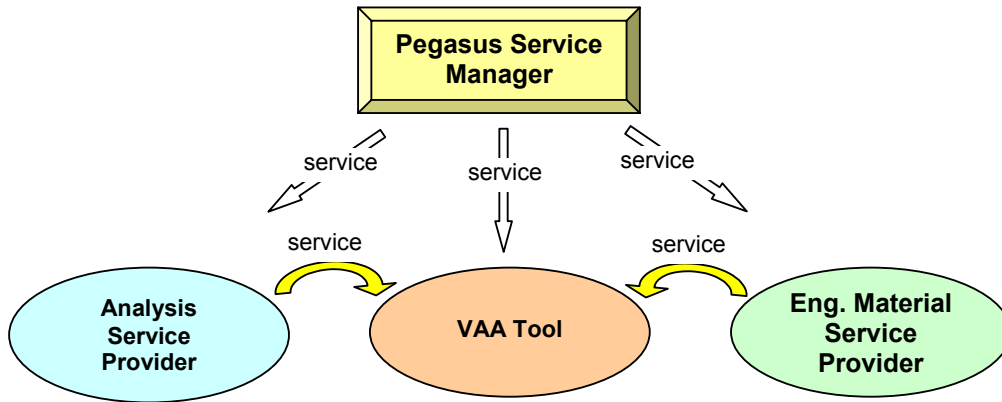 Pegasus Service
Manager
service
service
service
service
service
Analysis
Service
Provider
VAA Tool
Eng. Material
Service
Provider